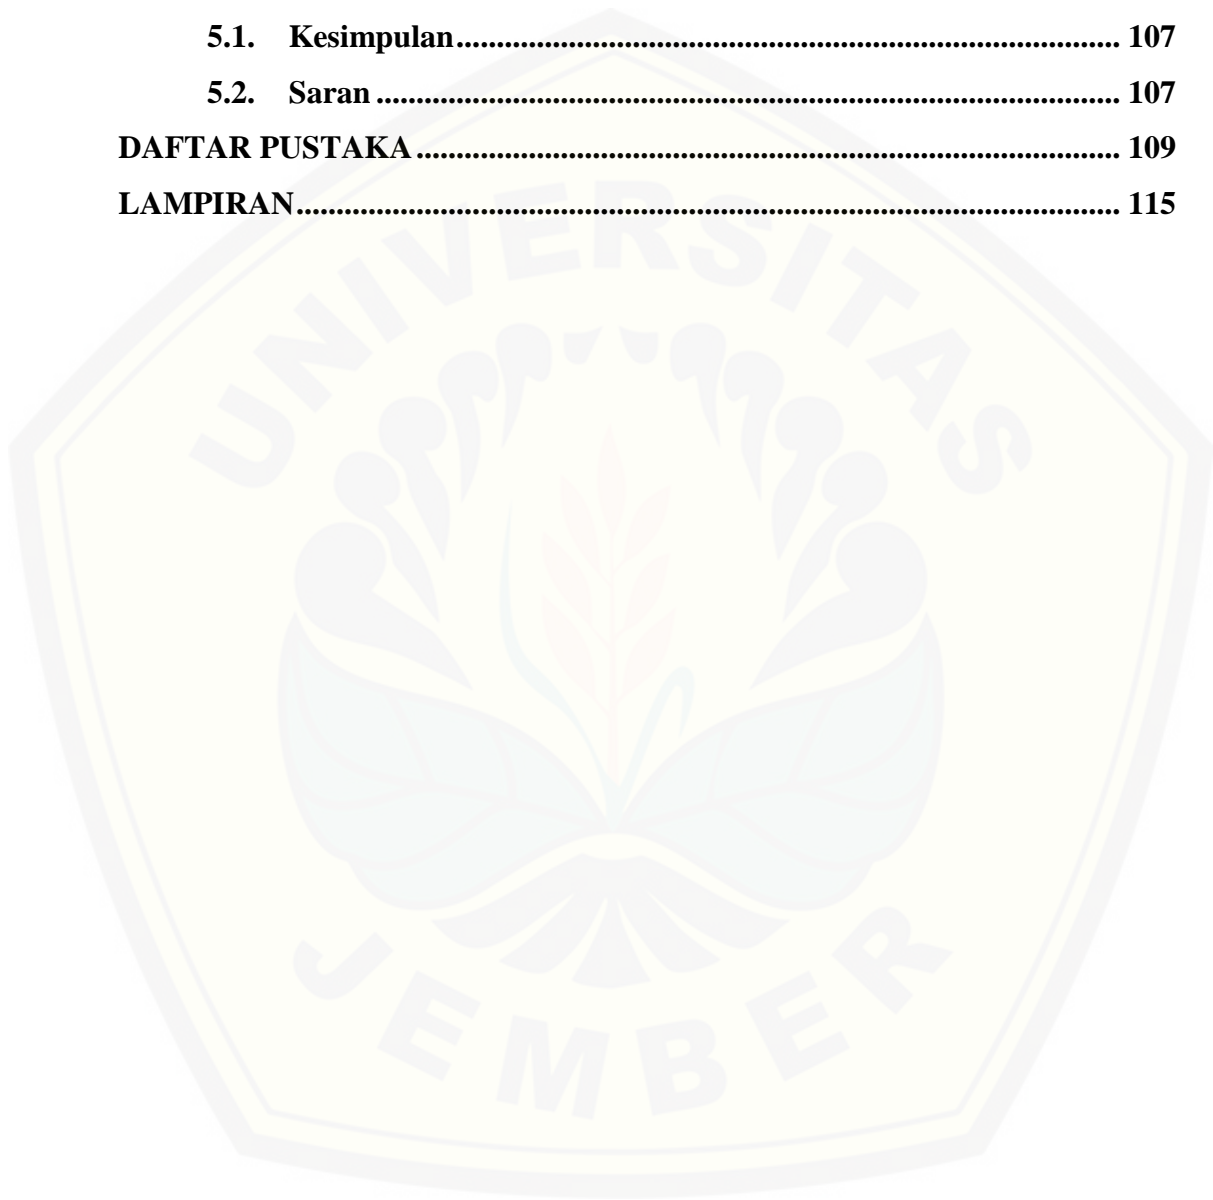 5.1. Kesimpulan................................................................................. 107
5.2. Saran ........................................................................................... 107
DAFTAR PUSTAKA...................................................................................... 109
LAMPIRAN..................................................................................................... 115
UNIVERSITAS
JEMBER